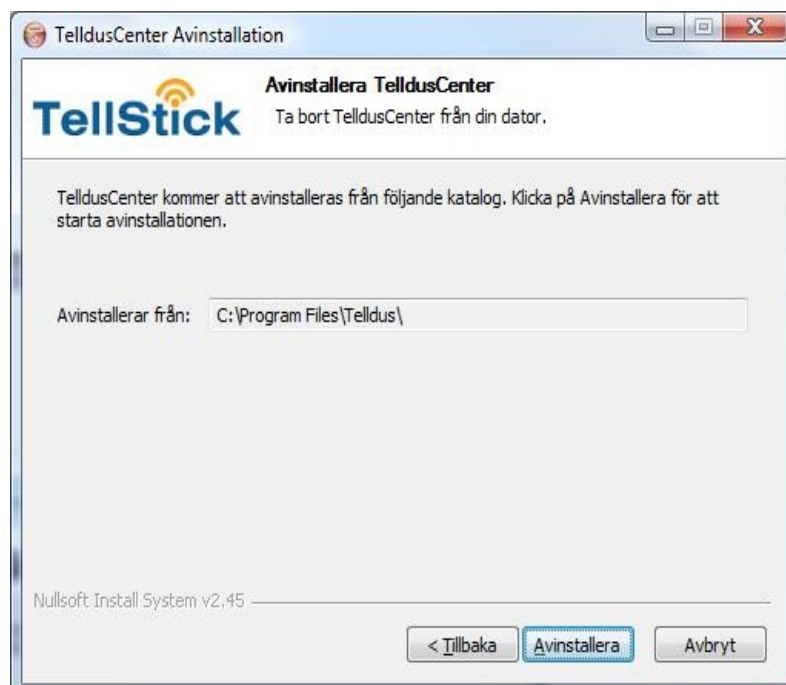 TelldusCenter Avinstallation
TellStick
Avinstallera TelldusCenter
Ta bort TelldusCenter från din dator.
TelldusCenter kommer att avinstalleras från följande katalog. Klicka på Avinstallera för att
starta avinstallationen.
Avinstallerar från: C:\Program Files\Telldus\
Nullsoft Install System v2.45
< Tillbaka Avinstallera Avbryt